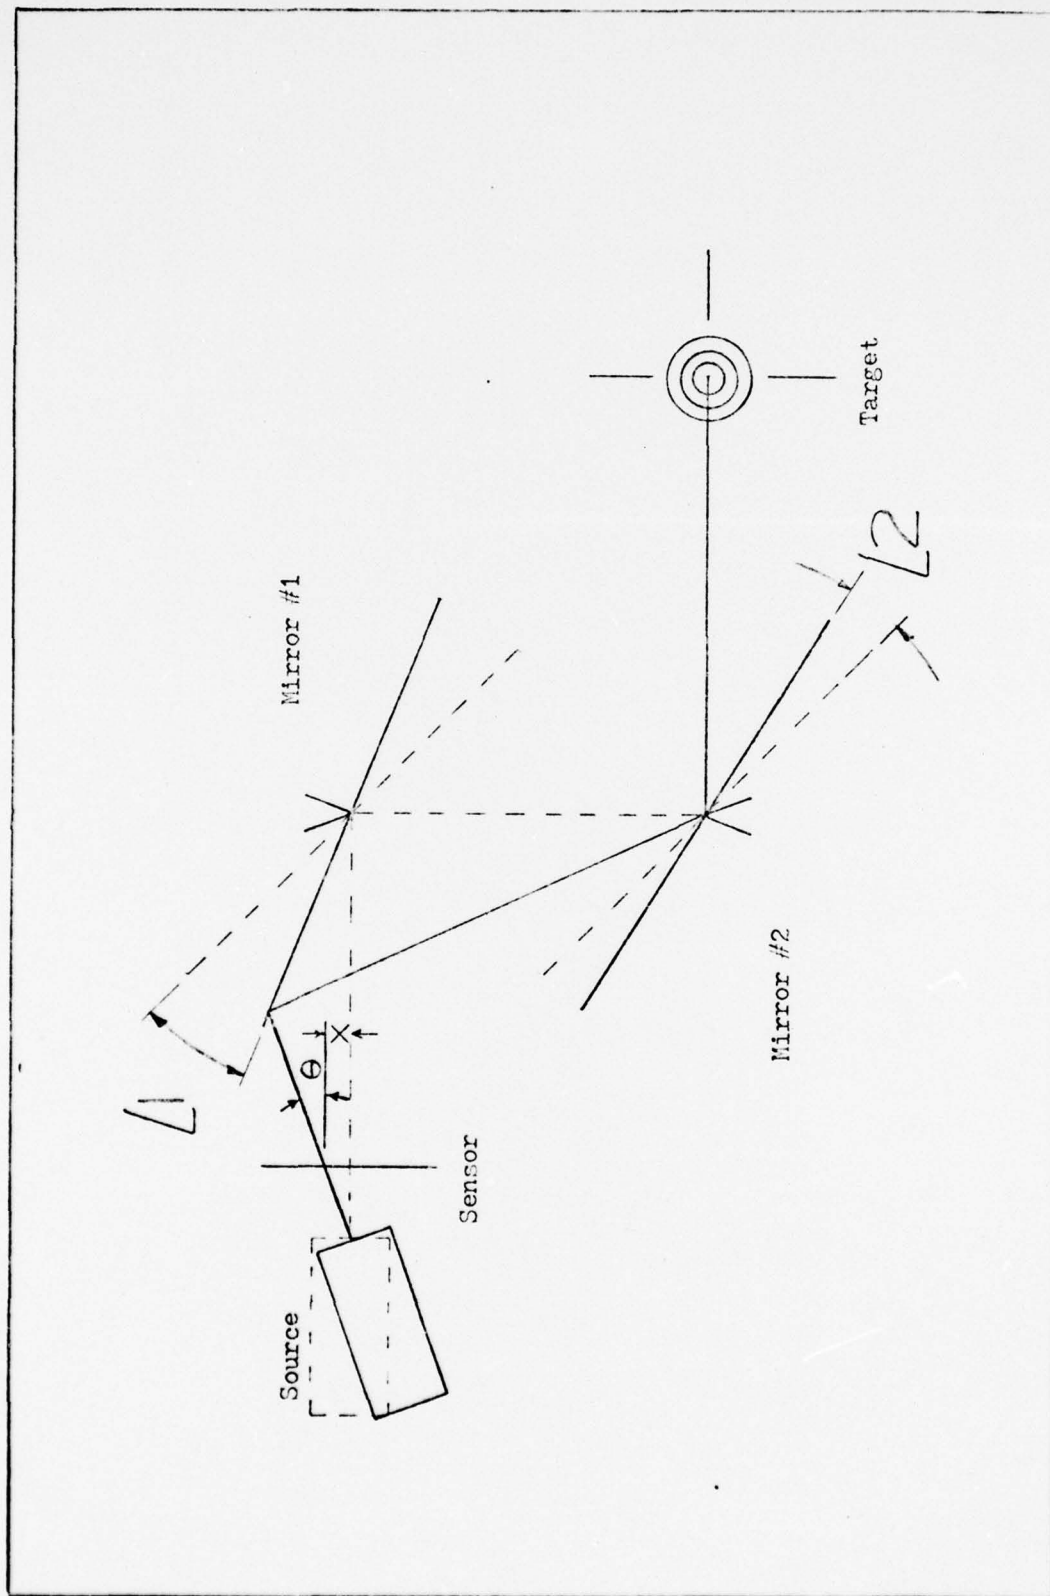 Source
Sensor
θ
X
∠1
Mirror #1
Mirror #2
∠2
Target